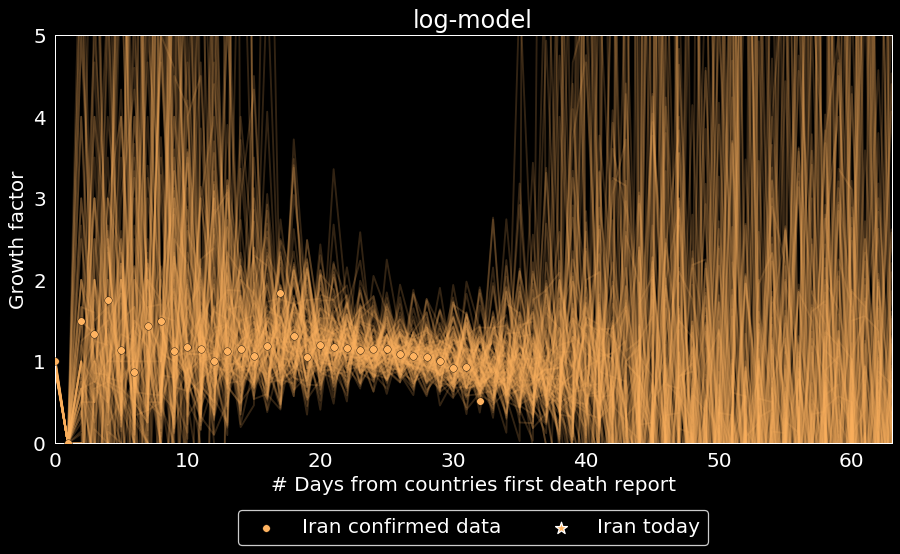 log-model
5
4
3
2
1
0
Growth factor
0 10 20 30 40 50 60
# Days from countries first death report
Iran confirmed data Iran today